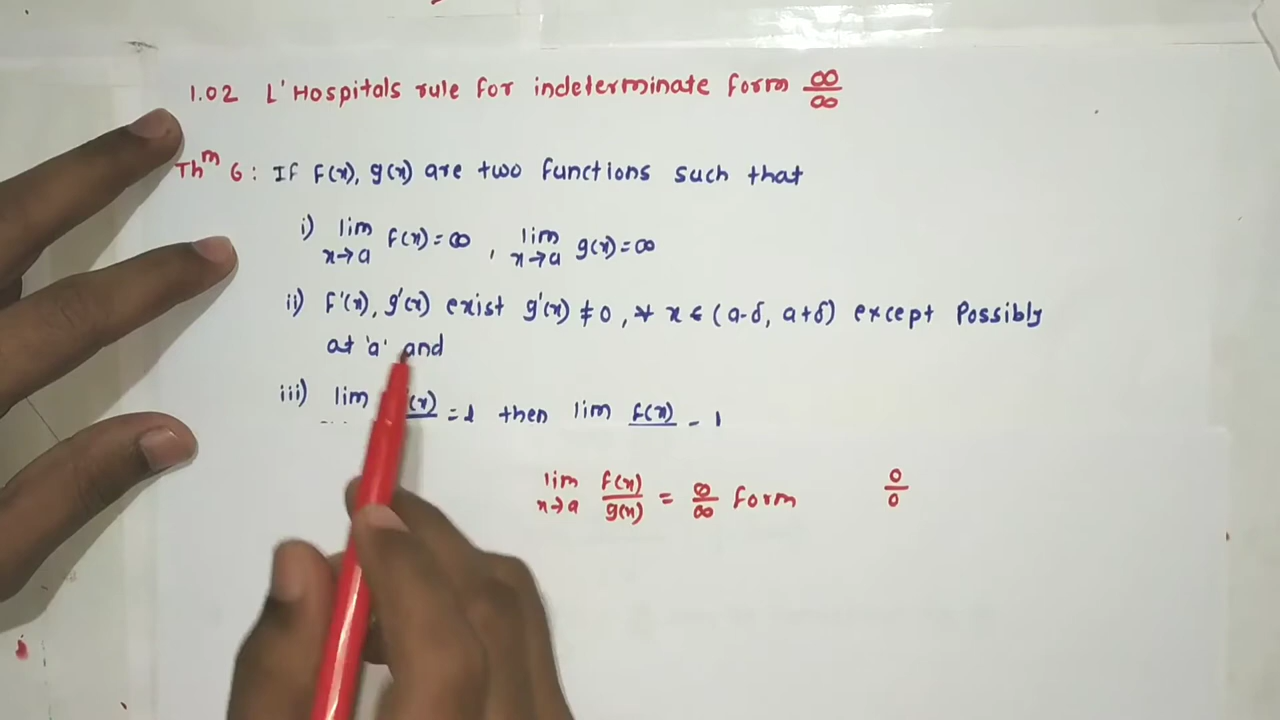 1.02 L' Hospitals rule for indeterminate form ∞/∞
Thᵐ 6: If f(x), g(x) are two functions such that
i) lim x→a f(x)=∞, lim x→a g(x)=∞
ii) f'(x), g'(x) exist g'(x) ≠ 0, ∀ x ∈ (a-δ, a+δ) except possibly
at 'a' and
iii) lim (x) = l then lim f(x) = l
lim x→a f(x)/g(x) = ∞/∞ form
0/0